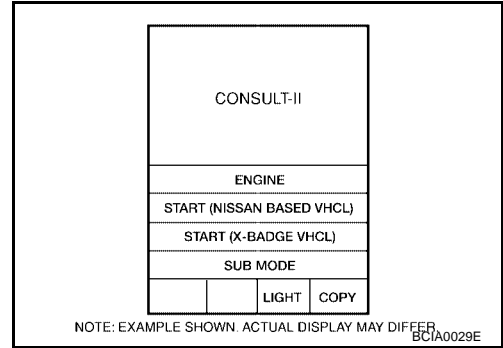 CONSULT-II
ENGINE
START (NISSAN BASED VHCL)
START (X-BADGE VHCL)
SUB MODE
LIGHT COPY
NOTE: EXAMPLE SHOWN. ACTUAL DISPLAY MAY DIFFER.
BCIA0029E